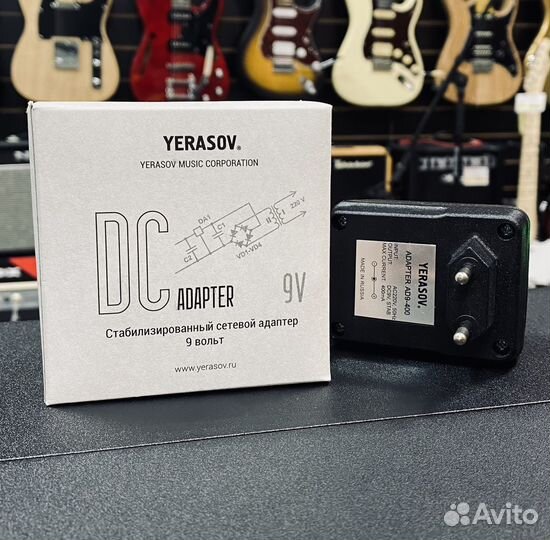 YERASOV®
YERASOV MUSIC CORPORATION
DA1
C1
C2
VD1-VD4
220 V
DC ADAPTER
9V
Стабилизированный сетевой адаптер
9 вольт
www.yerasov.ru
YERASOV.
ADAPTER AD9-400
INPUT: AC220V, 50Hz
OUTPUT: DC9V, STAB
MAX CURRENT: 400mA
MADE IN RUSSIA
Avito